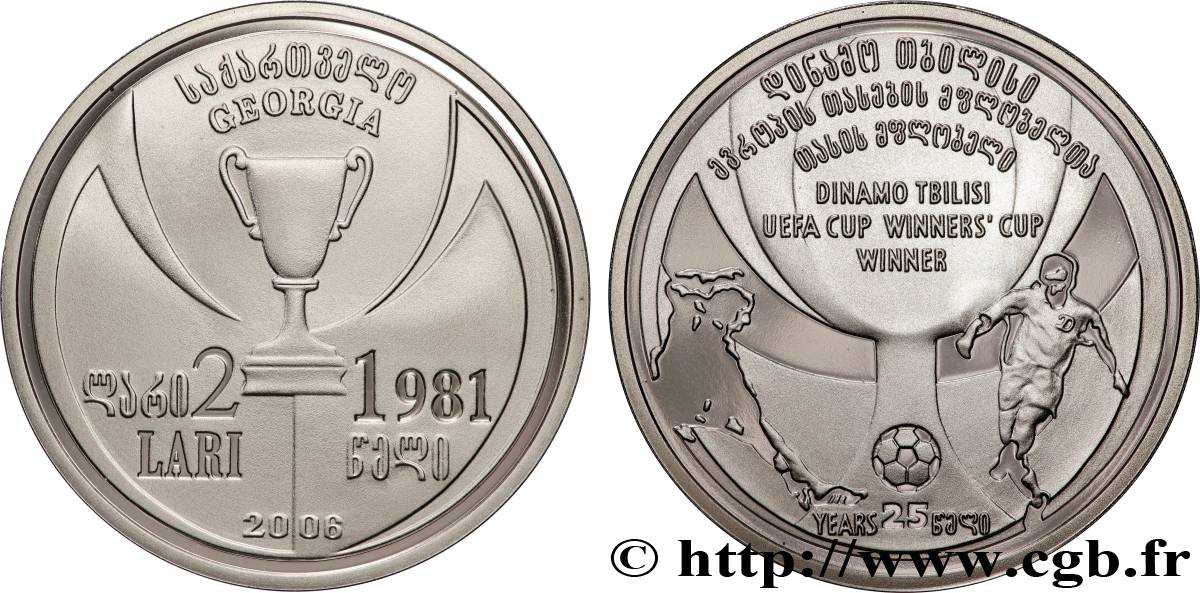 საქართველო
GEORGIA
ლარი 2
LARI
1981
წელი
2006
დინამო თბილისი
ევროპის თასების მფლობელთა
თასის მფლობელი
DINAMO TBILISI
UEFA CUP WINNERS' CUP
WINNER
D
YEARS 25 წელი
© http://www.cgb.fr